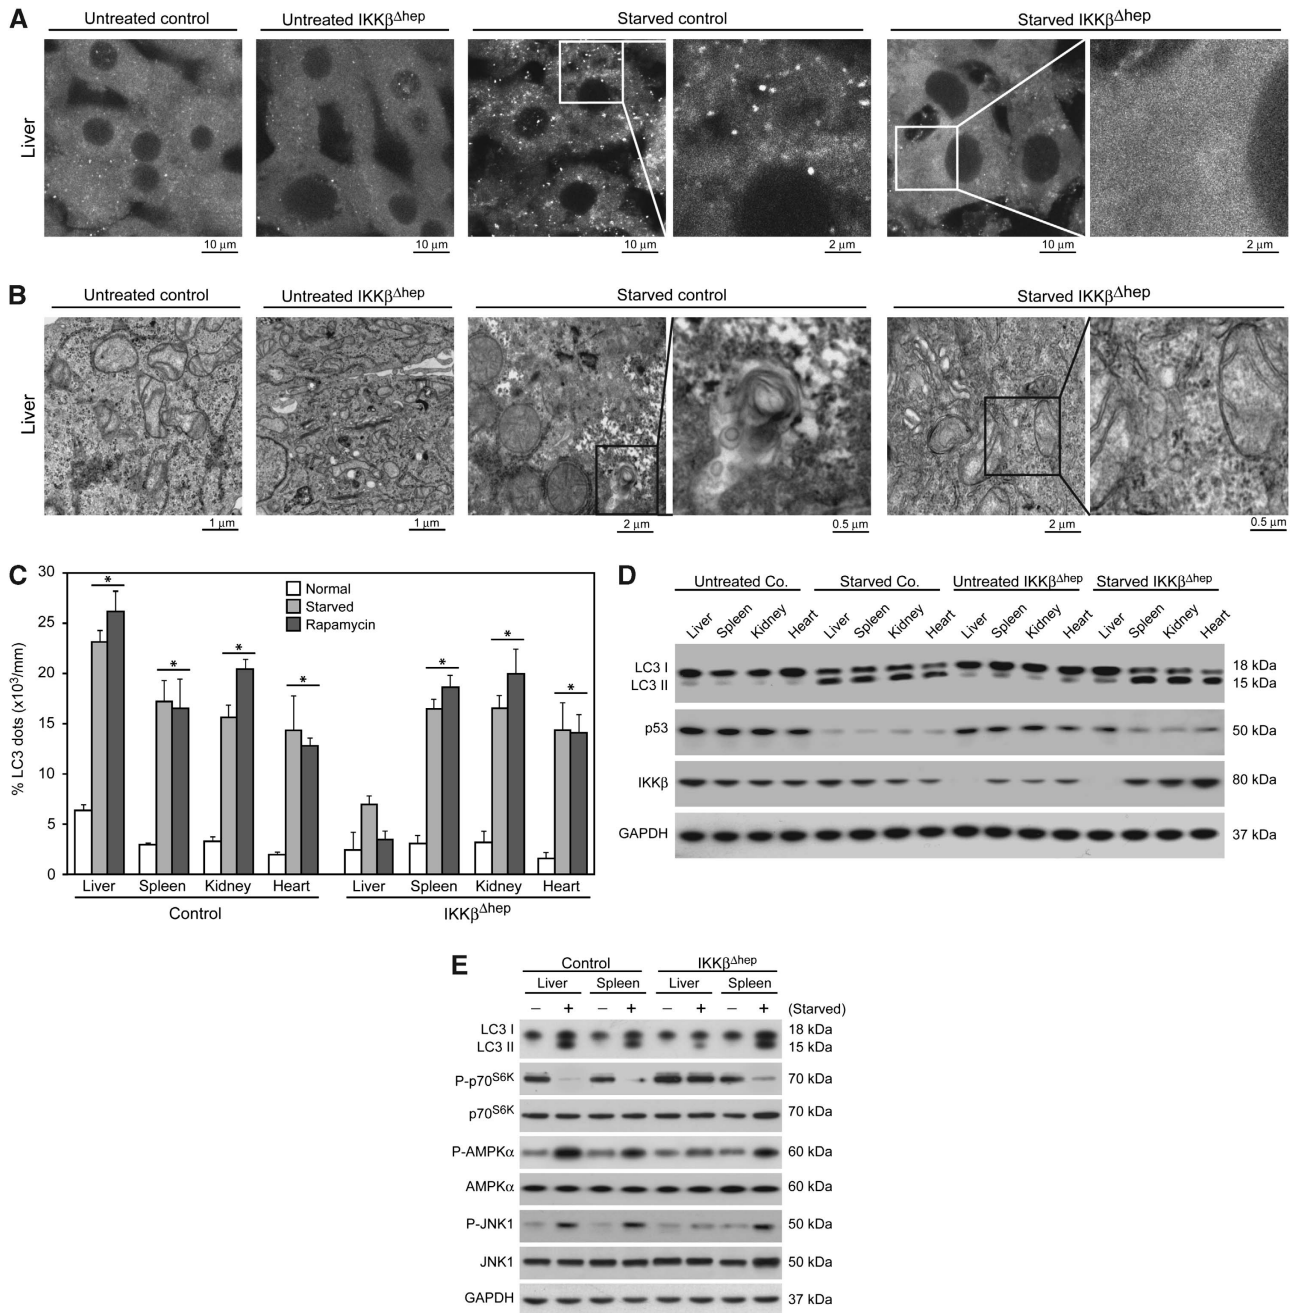 A
Untreated control Untreated IKKβΔhep Starved control Starved IKKβΔhep
Liver
10 μm 10 μm 10 μm 2 μm 10 μm 2 μm
B
Untreated control Untreated IKKβΔhep Starved control Starved IKKβΔhep
Liver
1 μm 1 μm 2 μm 0.5 μm 2 μm 0.5 μm
C
% LC3 dots (x10³/mm)
30
25
20
15
10
5
0
Normal
Starved
Rapamycin
* * * * * * *
Liver Spleen Kidney Heart Liver Spleen Kidney Heart
Control IKKβΔhep
D
Untreated Co. Starved Co. Untreated IKKβΔhep Starved IKKβΔhep
Liver Spleen Kidney Heart Liver Spleen Kidney Heart Liver Spleen Kidney Heart Liver Spleen Kidney Heart
LC3 I 18 kDa
LC3 II 15 kDa
p53 50 kDa
IKKβ 80 kDa
GAPDH 37 kDa
E
Control IKKβΔhep
Liver Spleen Liver Spleen
– + – + – + – + (Starved)
LC3 I 18 kDa
LC3 II 15 kDa
P-p70S6K 70 kDa
p70S6K 70 kDa
P-AMPKα 60 kDa
AMPKα 60 kDa
P-JNK1 50 kDa
JNK1 50 kDa
GAPDH 37 kDa